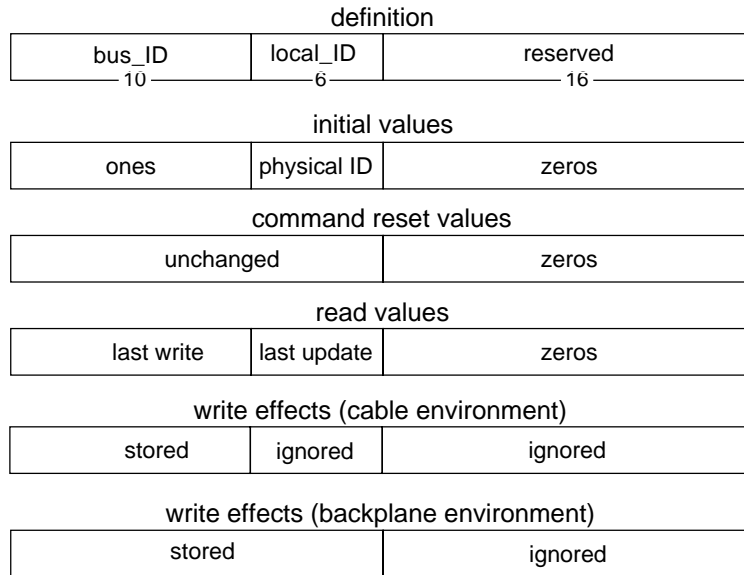 definition
bus_ID local_ID reserved
10 6 16
initial values
ones physical ID zeros
command reset values
unchanged zeros
read values
last write last update zeros
write effects (cable environment)
stored ignored ignored
write effects (backplane environment)
stored ignored